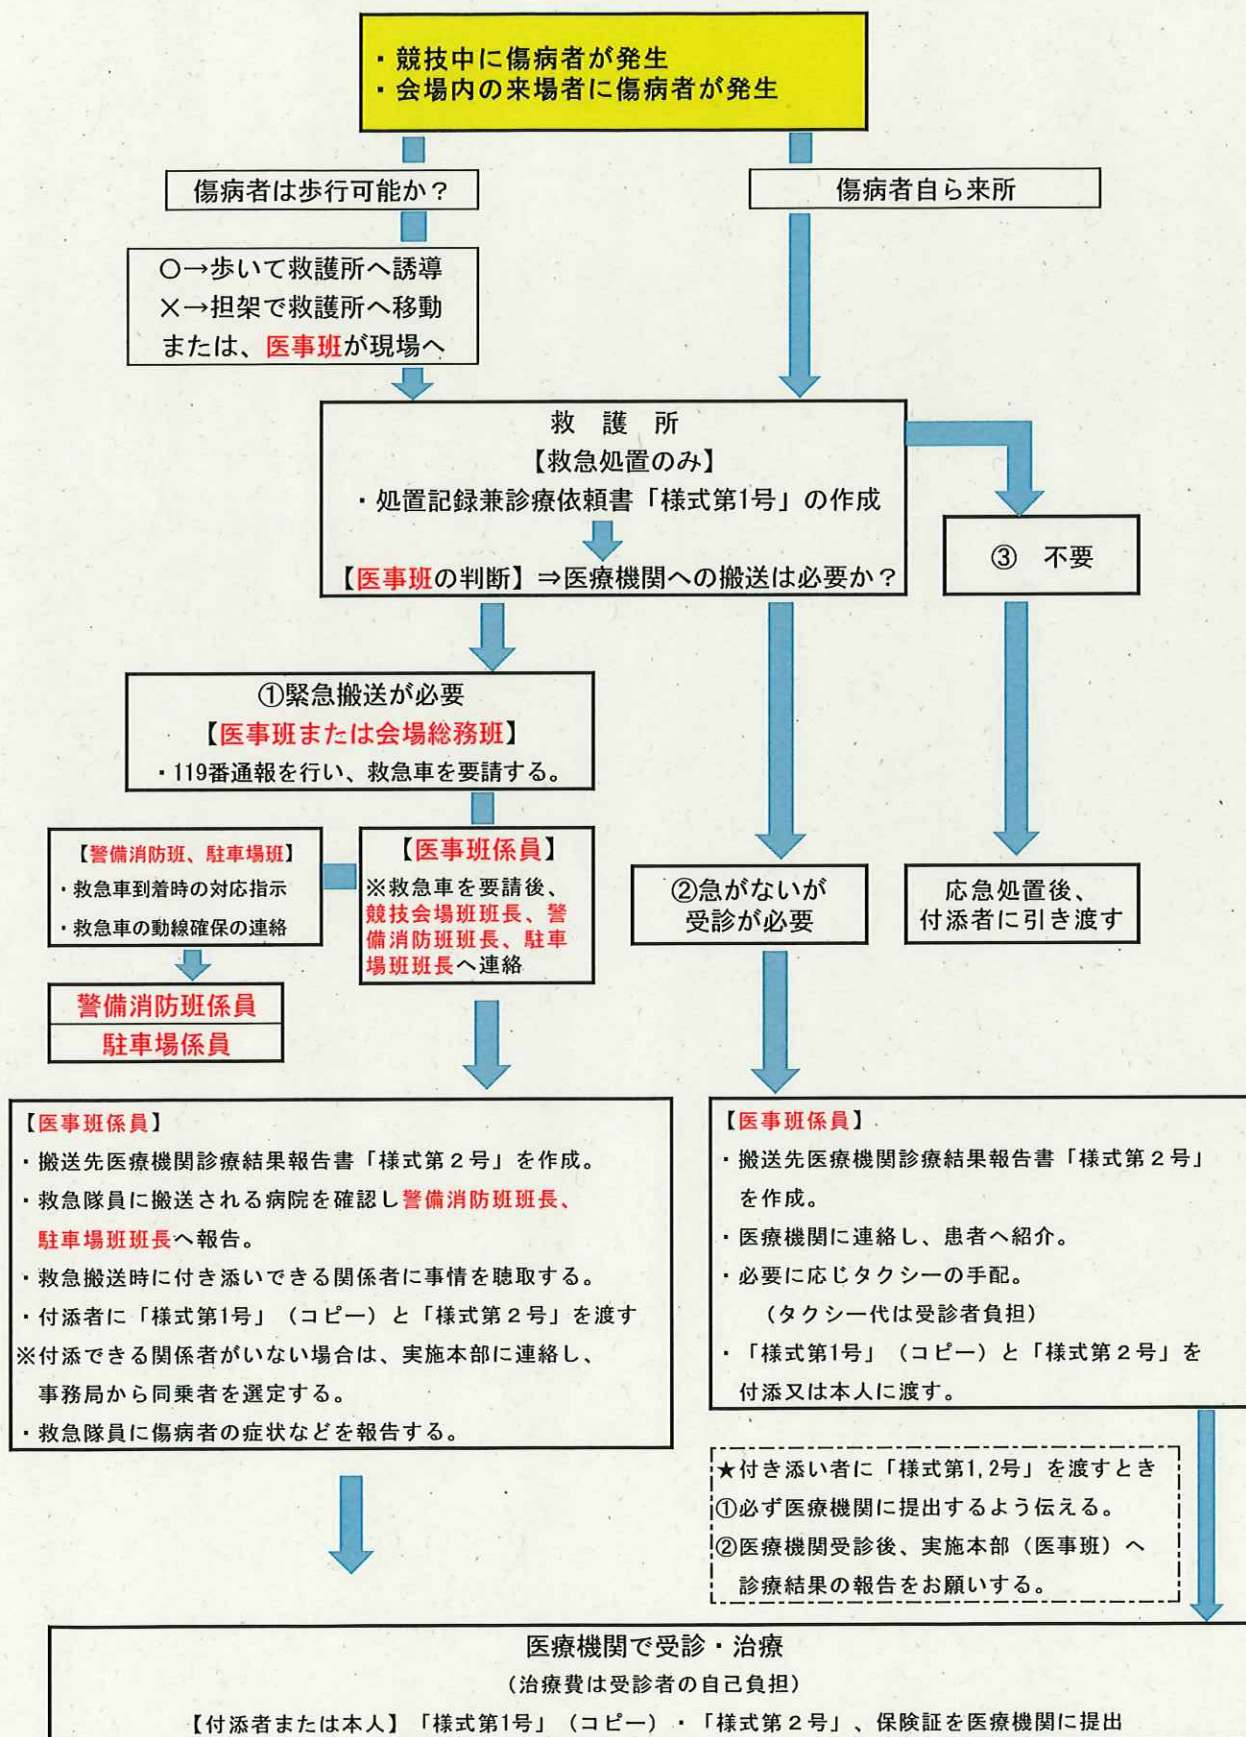 ・競技中に傷病者が発生
・会場内の来場者に傷病者が発生
傷病者は歩行可能か？
傷病者自ら来所
○→歩いて救護所へ誘導
×→担架で救護所へ移動
または、医事班が現場へ
救　護　所
【救急処置のみ】
・処置記録兼診療依頼書「様式第1号」の作成
【医事班の判断】⇒医療機関への搬送は必要か？
③　不要
①緊急搬送が必要
【医事班または会場総務班】
・119番通報を行い、救急車を要請する。
【警備消防班、駐車場班】
・救急車到着時の対応指示
・救急車の動線確保の連絡
【医事班係員】
※救急車を要請後、
競技会場班班長、警
備消防班班長、駐車
場班班長へ連絡
②急がないが
受診が必要
応急処置後、
付添者に引き渡す
警備消防班係員
駐車場係員
【医事班係員】
・搬送先医療機関診療結果報告書「様式第２号」を作成。
・救急隊員に搬送される病院を確認し警備消防班班長、
駐車場班班長へ報告。
・救急搬送時に付き添いできる関係者に事情を聴取する。
・付添者に「様式第1号」（コピー）と「様式第２号」を渡す
※付添できる関係者がいない場合は、実施本部に連絡し、
事務局から同乗者を選定する。
・救急隊員に傷病者の症状などを報告する。
【医事班係員】
・搬送先医療機関診療結果報告書「様式第２号」
を作成。
・医療機関に連絡し、患者へ紹介。
・必要に応じタクシーの手配。
（タクシー代は受診者負担）
・「様式第1号」（コピー）と「様式第２号」を
付添又は本人に渡す。
★付き添い者に「様式第1,2号」を渡すとき
①必ず医療機関に提出するよう伝える。
②医療機関受診後、実施本部（医事班）へ
診療結果の報告をお願いする。
医療機関で受診・治療
（治療費は受診者の自己負担）
【付添者または本人】「様式第1号」（コピー）・「様式第２号」、保険証を医療機関に提出